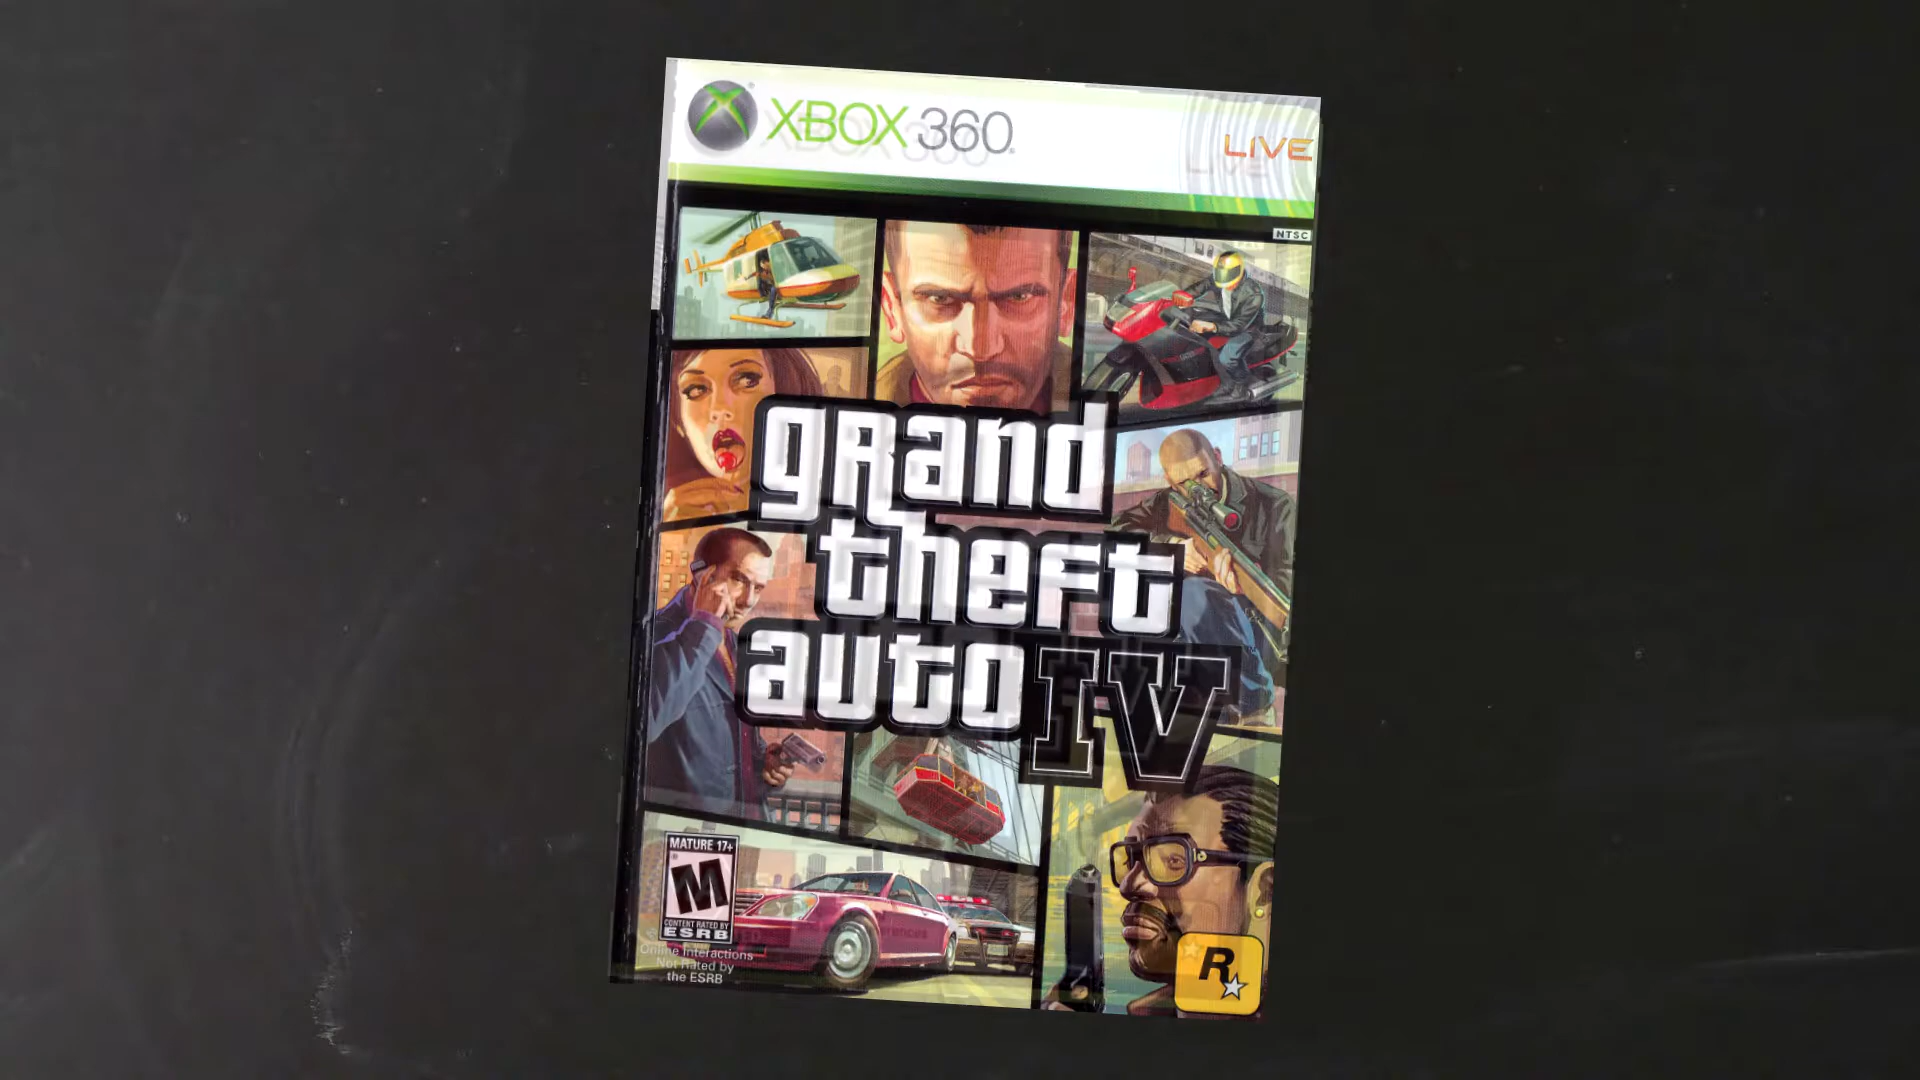 XBOX 360
LIVE
NTSC
grand
theft
auto IV
MATURE 17+
M
CONTENT RATED BY
ESRB
Online Interactions
Not Rated by
the ESRB
R